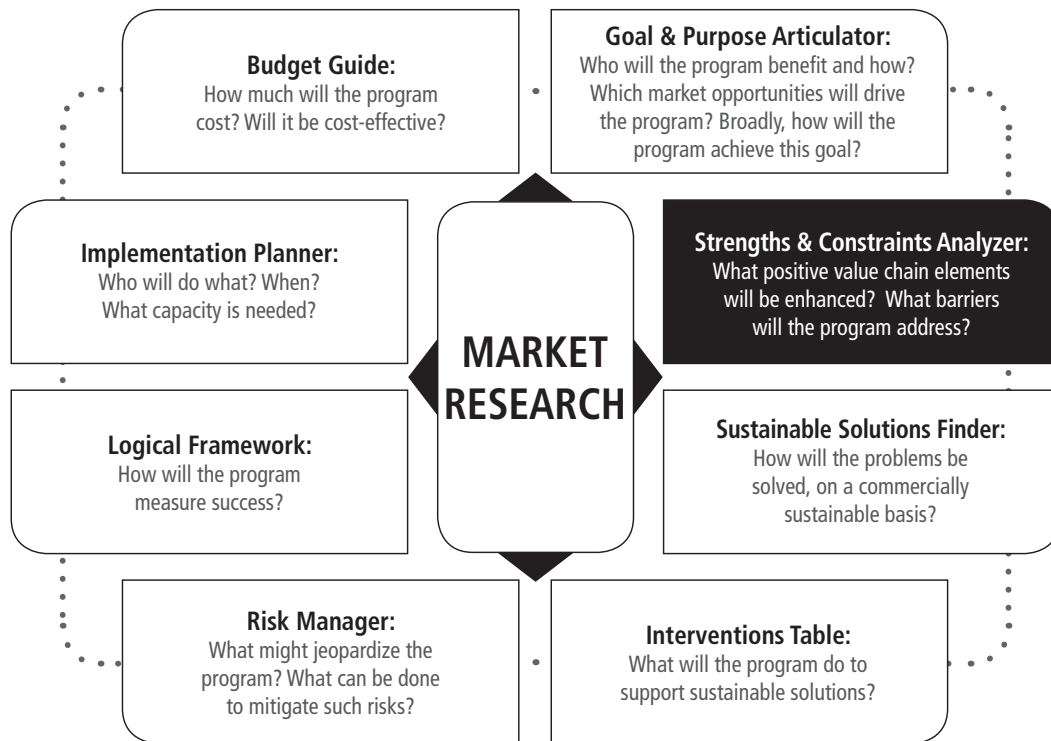 Budget Guide:
How much will the program
cost? Will it be cost-effective?
Goal & Purpose Articulator:
Who will the program benefit and how?
Which market opportunities will drive
the program? Broadly, how will the
program achieve this goal?
Implementation Planner:
Who will do what? When?
What capacity is needed?
MARKET
RESEARCH
Strengths & Constraints Analyzer:
What positive value chain elements
will be enhanced?  What barriers
will the program address?
Logical Framework:
How will the program
measure success?
Sustainable Solutions Finder:
How will the problems be
solved, on a commercially
sustainable basis?
Risk Manager:
What might jeopardize the
program? What can be done
to mitigate such risks?
Interventions Table:
What will the program do to
support sustainable solutions?